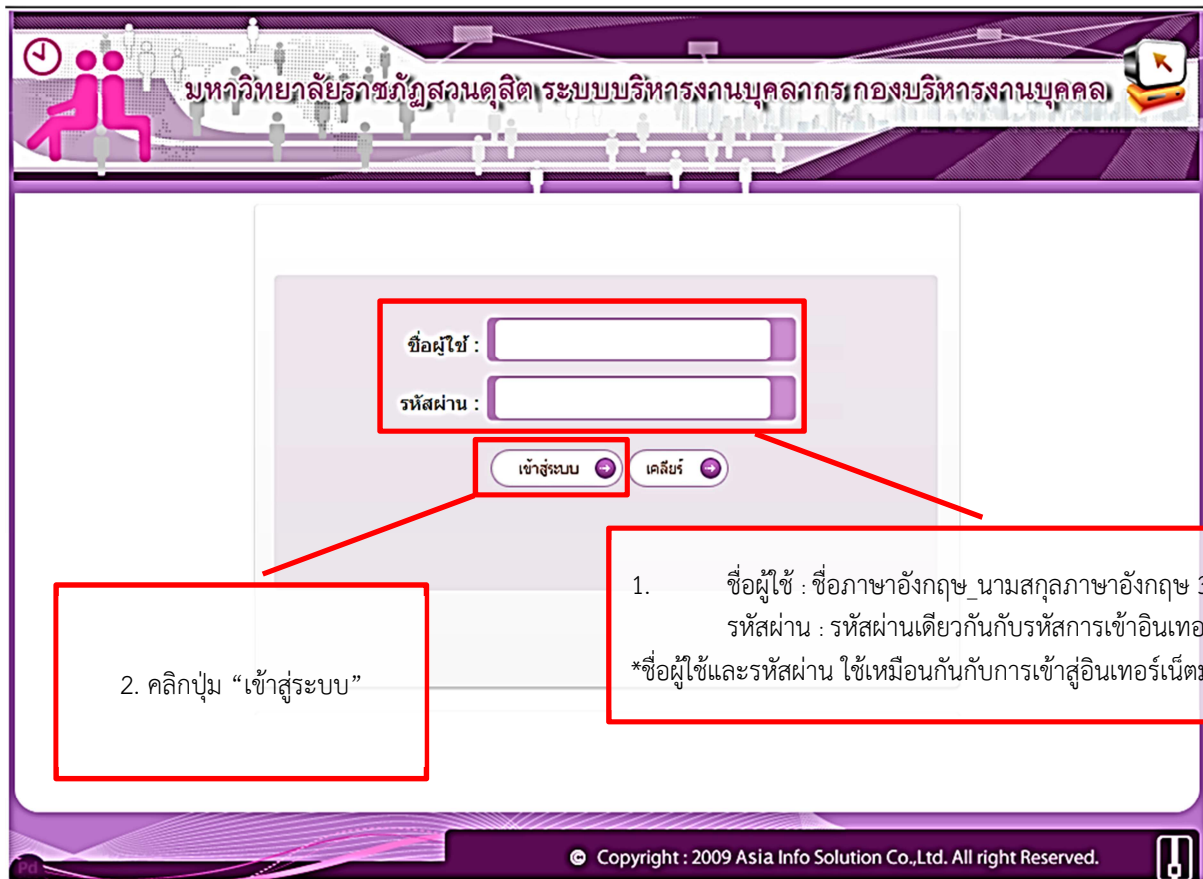 มหาวิทยาลัยราชภัฏสวนดุสิต ระบบบริหารงานบุคลากร กองบริหารงานบุคคล
ชื่อผู้ใช้ :
รหัสผ่าน :
เข้าสู่ระบบ เคลียร์
1. ชื่อผู้ใช้ : ชื่อภาษาอังกฤษ_นามสกุลภาษาอังกฤษ 3
รหัสผ่าน : รหัสผ่านเดียวกันกับรหัสการเข้าอินเทอ
*ชื่อผู้ใช้และรหัสผ่าน ใช้เหมือนกันกับการเข้าสู่อินเทอร์เน็ตม
2. คลิกปุ่ม “เข้าสู่ระบบ”
Pd
© Copyright : 2009 Asia Info Solution Co.,Ltd. All right Reserved.